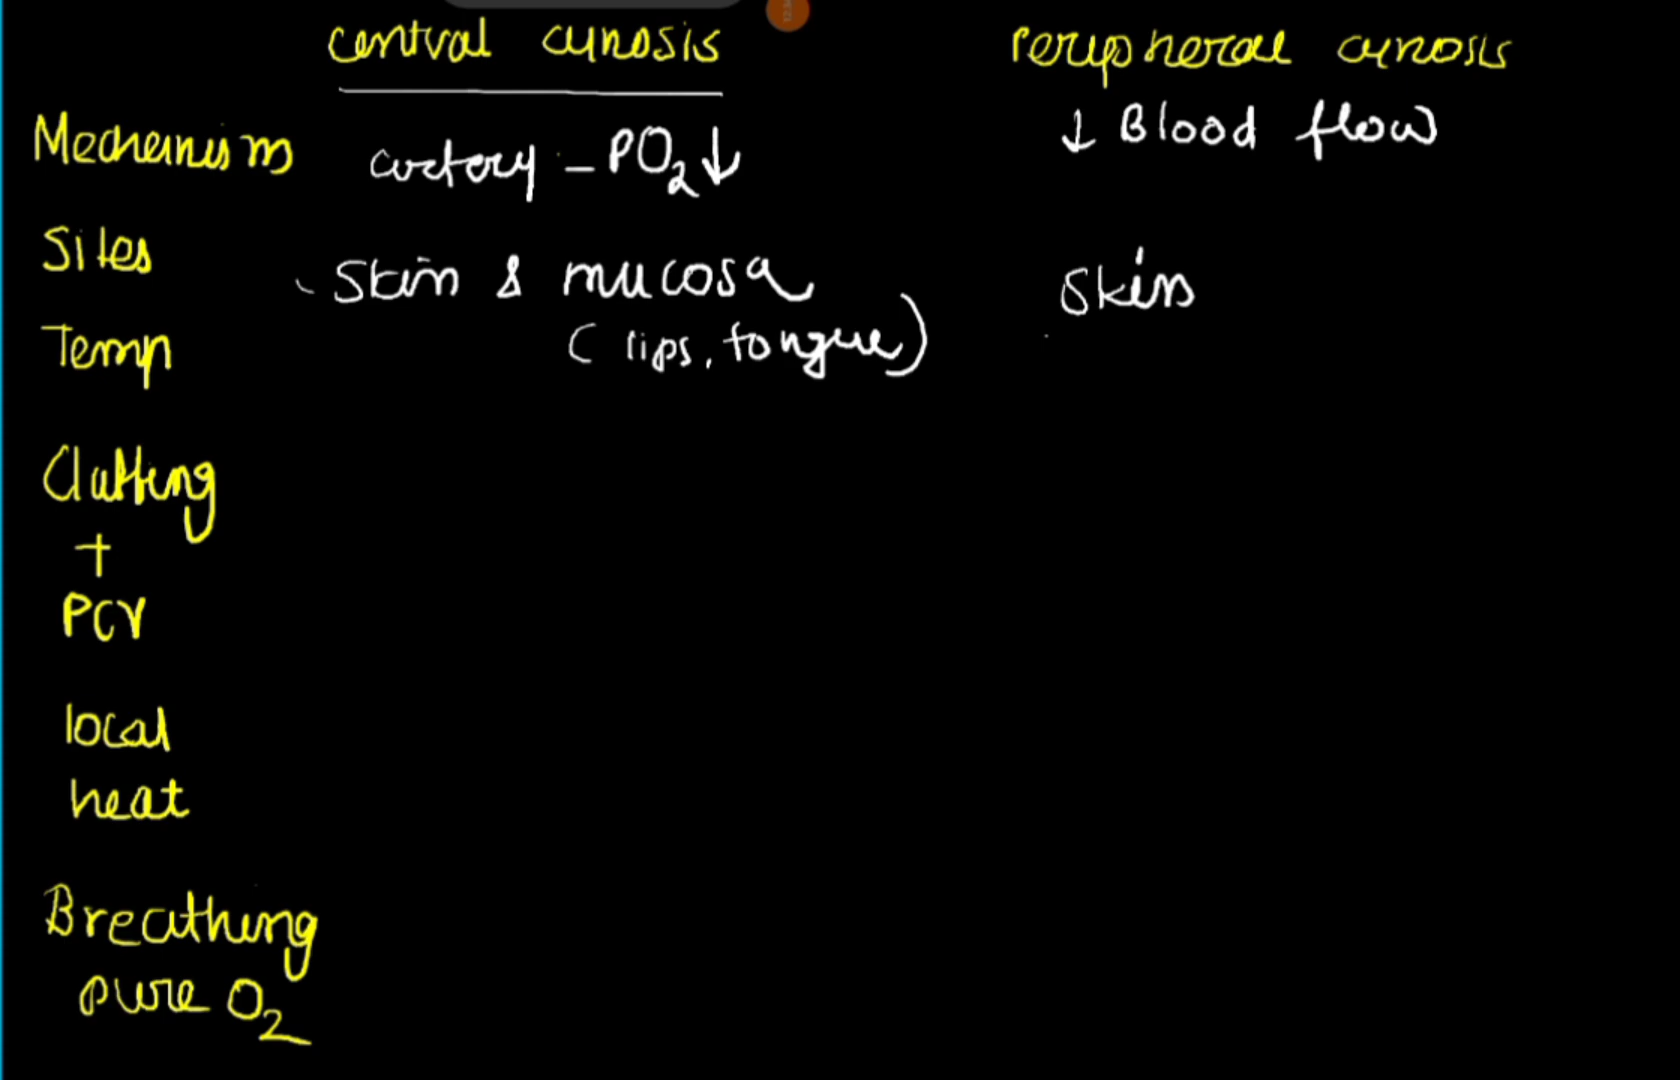 central cynosis peripheral cynosis
Mechanism artery - PO2↓ ↓ Blood flow
Sites Skin & mucosa Skin
Temp (lips, tongue)
Clubbing
+
PCV
local
heat
Breathing
pure O2